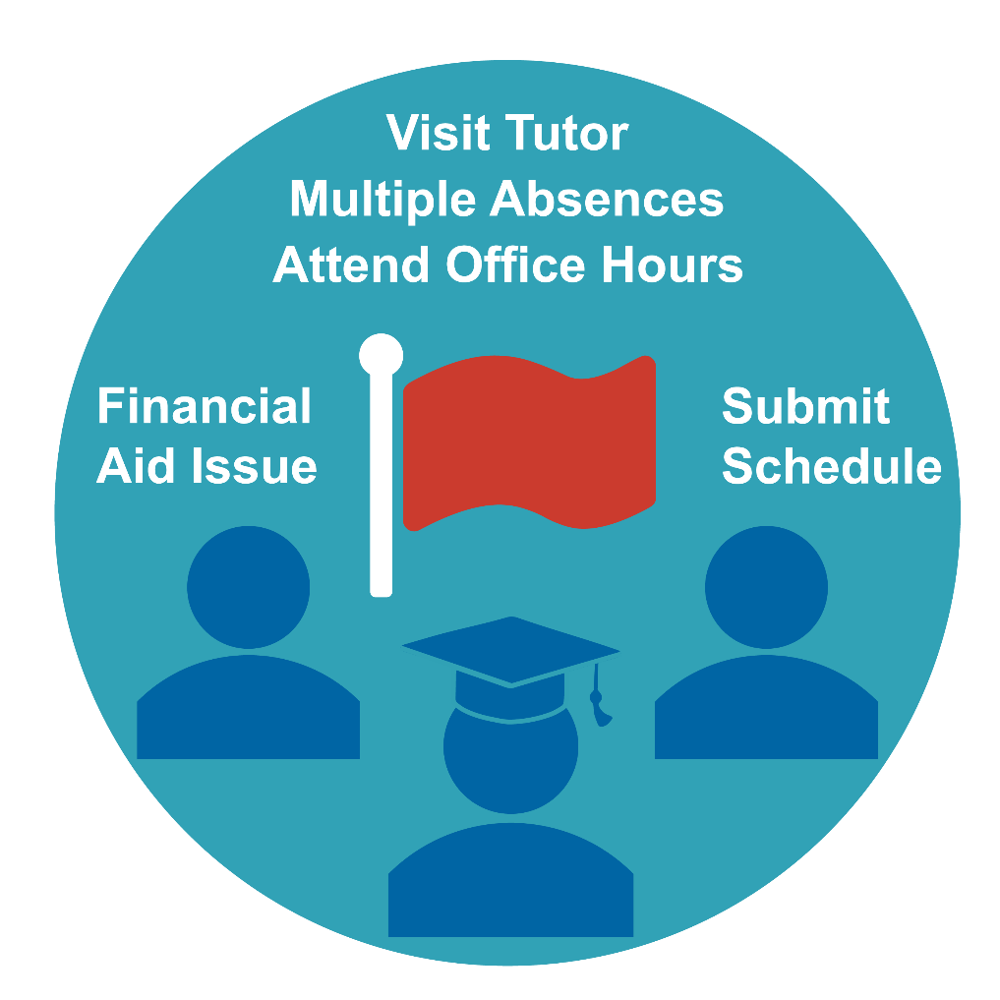 Visit Tutor
Multiple Absences
Attend Office Hours
Financial
Aid Issue
Submit
Schedule